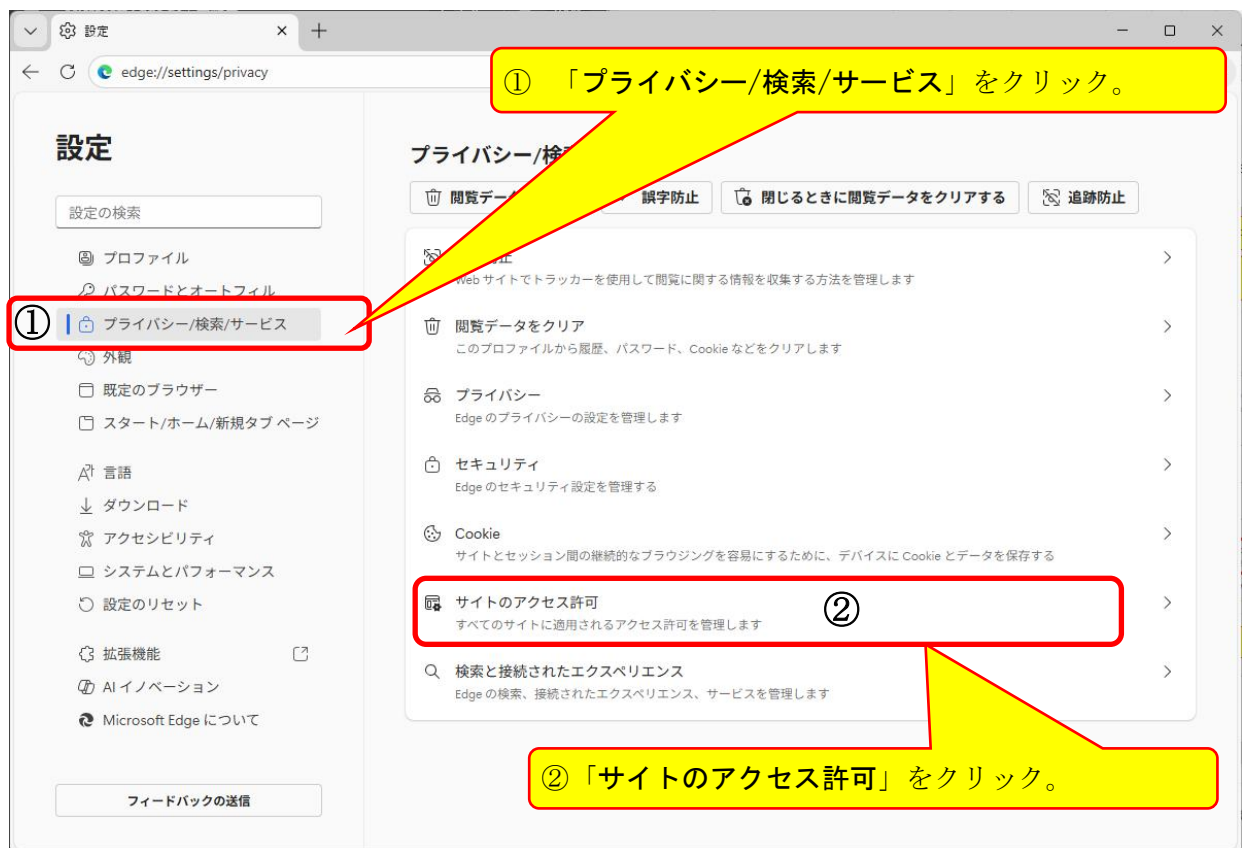 設定
edge://settings/privacy
① 「プライバシー/検索/サービス」をクリック。
設定
設定の検索
プロファイル
パスワードとオートフィル
①
プライバシー/検索/サービス
外観
既定のブラウザー
スタート/ホーム/新規タブ ページ
言語
ダウンロード
アクセシビリティ
システムとパフォーマンス
設定のリセット
拡張機能
AI イノベーション
Microsoft Edge について
フィードバックの送信
プライバシー/検
閲覧データ 誤字防止 閉じるときに閲覧データをクリアする 追跡防止
Web サイトでトラッカーを使用して閲覧に関する情報を収集する方法を管理します
閲覧データをクリア
このプロファイルから履歴、パスワード、Cookie などをクリアします
プライバシー
Edge のプライバシーの設定を管理します
セキュリティ
Edge のセキュリティ設定を管理する
Cookie
サイトとセッション間の継続的なブラウジングを容易にするために、デバイスに Cookie とデータを保存する
サイトのアクセス許可
②
すべてのサイトに適用されるアクセス許可を管理します
検索と接続されたエクスペリエンス
Edge の検索、接続されたエクスペリエンス、サービスを管理します
②「サイトのアクセス許可」をクリック。